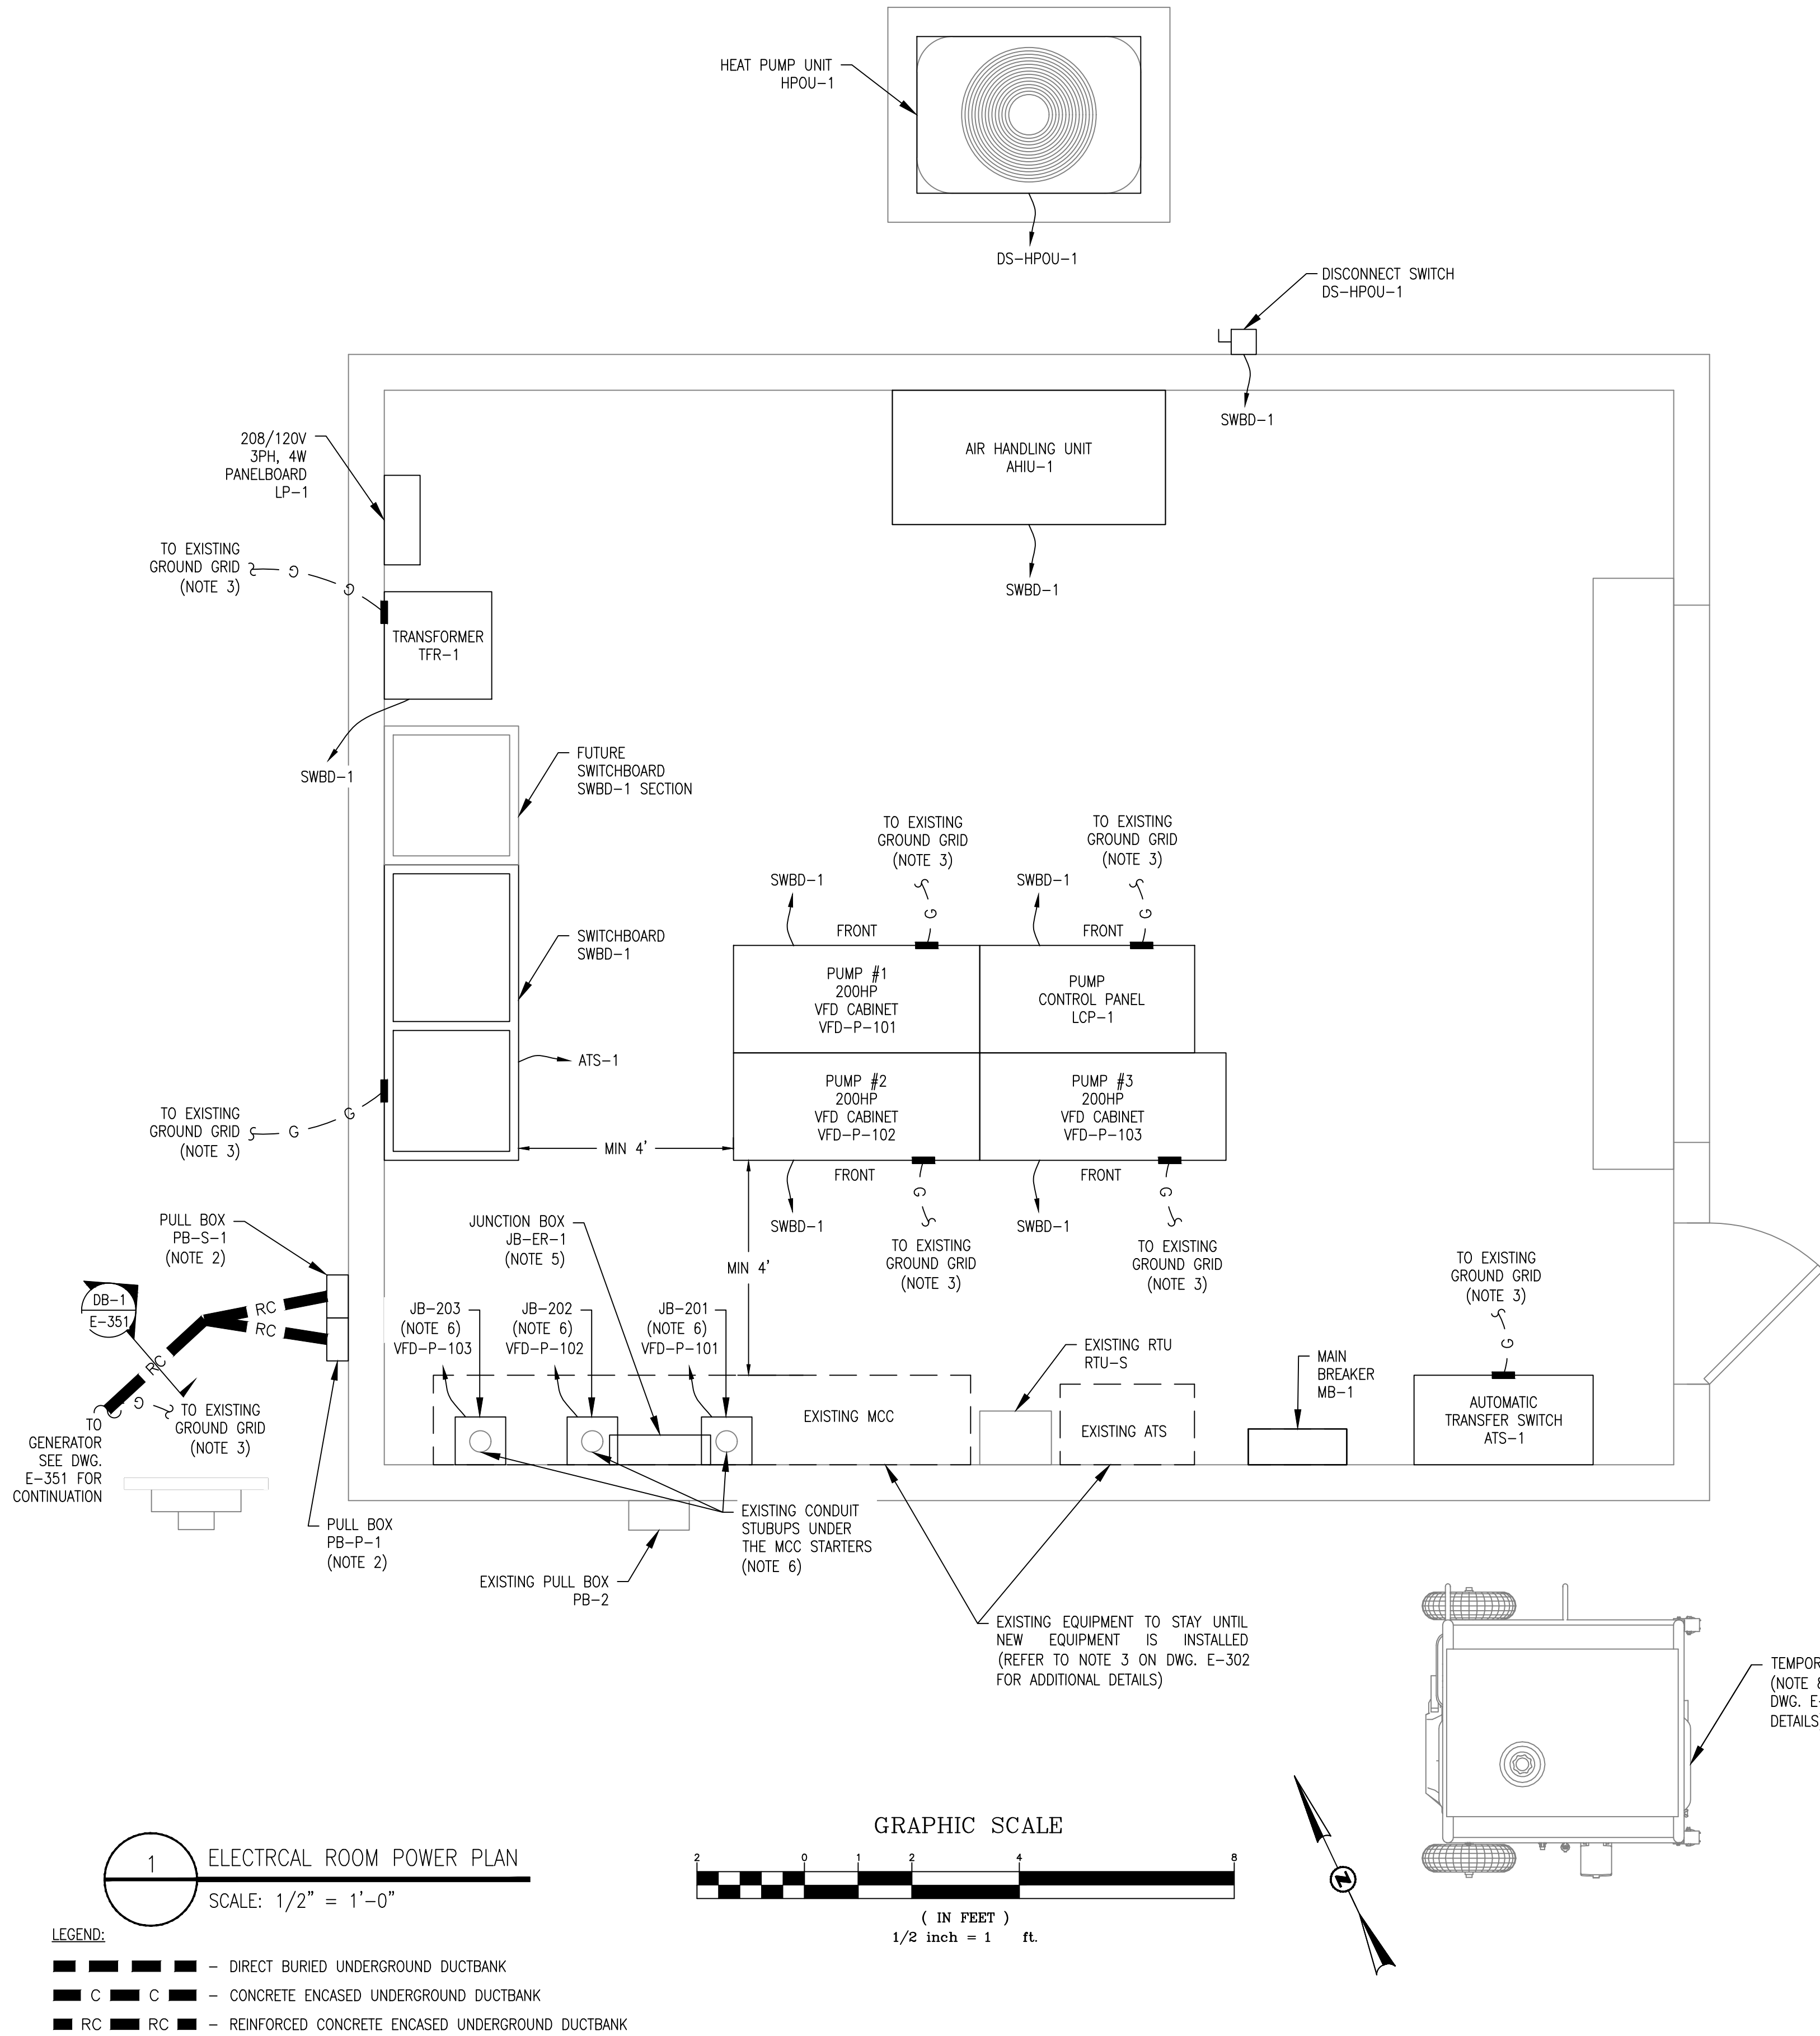 HEAT PUMP UNIT
HPOU-1
DS-HPOU-1
DISCONNECT SWITCH
DS-HPOU-1
SWBD-1
AIR HANDLING UNIT
AHIU-1
SWBD-1
208/120V
3PH, 4W
PANELBOARD
LP-1
TO EXISTING
GROUND GRID
(NOTE 3)
G
G
TRANSFORMER
TFR-1
SWBD-1
FUTURE
SWITCHBOARD
SWBD-1 SECTION
SWITCHBOARD
SWBD-1
ATS-1
TO EXISTING
GROUND GRID
(NOTE 3)
G
G
MIN 4'
TO EXISTING
GROUND GRID
(NOTE 3)
G
SWBD-1
FRONT
TO EXISTING
GROUND GRID
(NOTE 3)
G
SWBD-1
FRONT
PUMP #1
200HP
VFD CABINET
VFD-P-101
PUMP
CONTROL PANEL
LCP-1
PUMP #2
200HP
VFD CABINET
VFD-P-102
PUMP #3
200HP
VFD CABINET
VFD-P-103
FRONT
SWBD-1
G
TO EXISTING
GROUND GRID
(NOTE 3)
FRONT
SWBD-1
G
TO EXISTING
GROUND GRID
(NOTE 3)
MIN 4'
PULL BOX
PB-S-1
(NOTE 2)
JUNCTION BOX
JB-ER-1
(NOTE 5)
DB-1
E-351
RC
RC
RC
G
TO EXISTING
GROUND GRID
(NOTE 3)
TO
GENERATOR
SEE DWG.
E-351 FOR
CONTINUATION
JB-203
(NOTE 6)
VFD-P-103
JB-202
(NOTE 6)
VFD-P-102
JB-201
(NOTE 6)
VFD-P-101
EXISTING MCC
EXISTING RTU
RTU-S
EXISTING ATS
MAIN
BREAKER
MB-1
TO EXISTING
GROUND GRID
(NOTE 3)
G
AUTOMATIC
TRANSFER SWITCH
ATS-1
PULL BOX
PB-P-1
(NOTE 2)
EXISTING CONDUIT
STUBUPS UNDER
THE MCC STARTERS
(NOTE 6)
EXISTING PULL BOX
PB-2
EXISTING EQUIPMENT TO STAY UNTIL
NEW EQUIPMENT IS INSTALLED
(REFER TO NOTE 3 ON DWG. E-302
FOR ADDITIONAL DETAILS)
TEMPOR
(NOTE
DWG. E-
DETAILS
1
ELECTRCAL ROOM POWER PLAN
SCALE: 1/2" = 1'-0"
GRAPHIC SCALE
2 0 1 2 4 8
( IN FEET )
1/2 inch = 1 ft.
N
LEGEND:
- DIRECT BURIED UNDERGROUND DUCTBANK
C C - CONCRETE ENCASED UNDERGROUND DUCTBANK
RC RC - REINFORCED CONCRETE ENCASED UNDERGROUND DUCTBANK